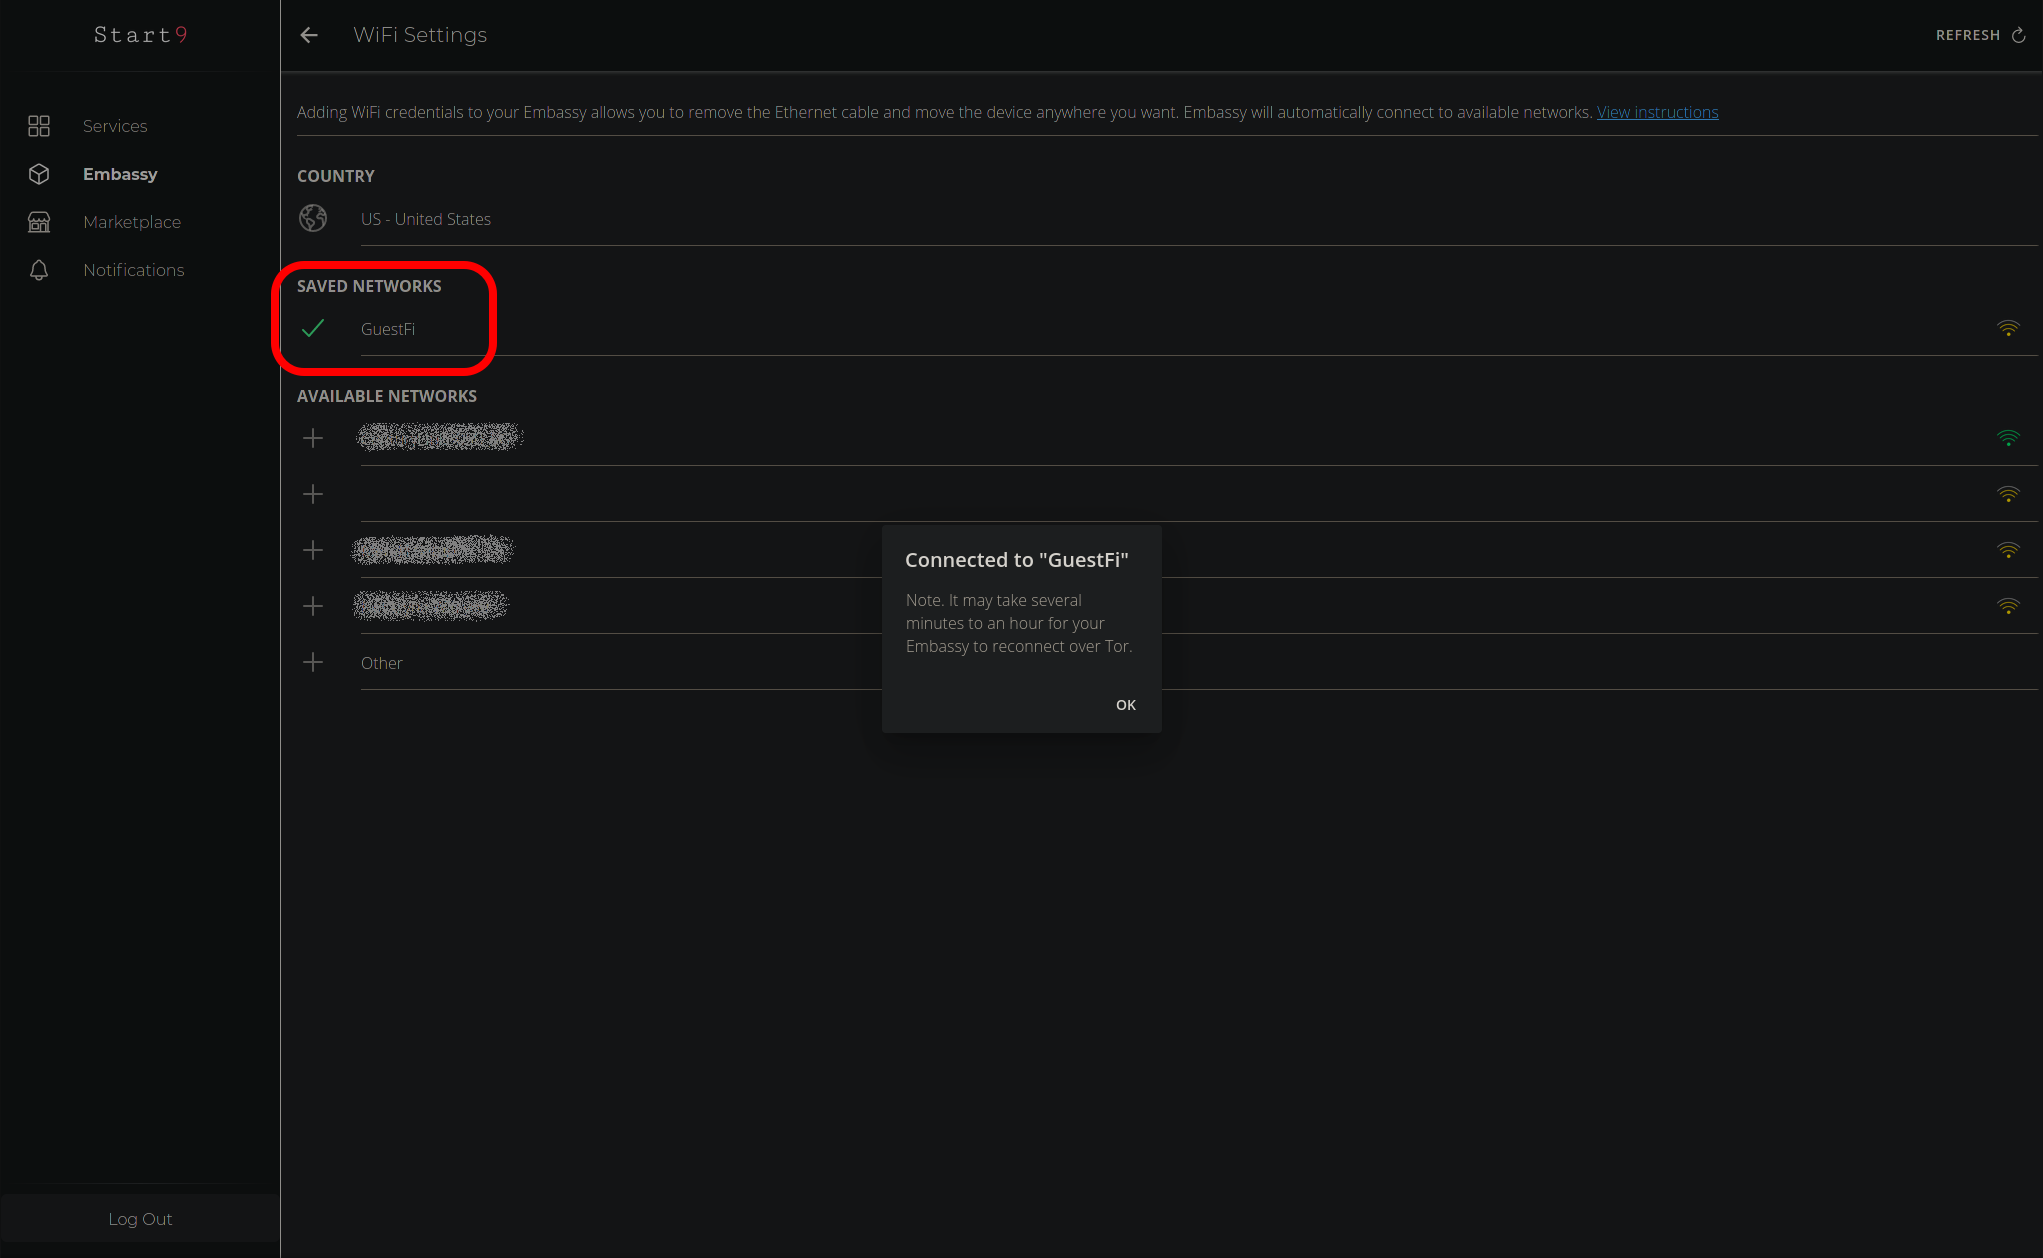 Start9
WiFi Settings
REFRESH
Services
Embassy
Marketplace
Notifications
Adding WiFi credentials to your Embassy allows you to remove the Ethernet cable and move the device anywhere you want. Embassy will automatically connect to available networks. View instructions
COUNTRY
US - United States
SAVED NETWORKS
GuestFi
AVAILABLE NETWORKS
Other
Connected to "GuestFi"
Note. It may take several
minutes to an hour for your
Embassy to reconnect over Tor.
OK
Log Out